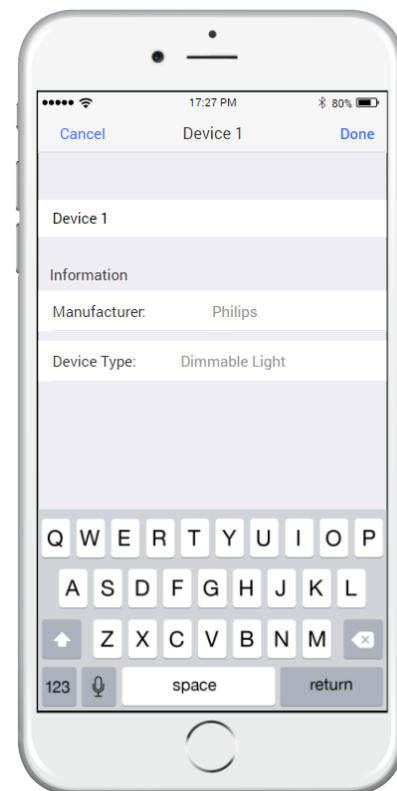 17:27 PM 80%
Cancel Device 1 Done
Device 1
Information
Manufacturer: Philips
Device Type: Dimmable Light
Q W E R T Y U I O P
A S D F G H J K L
Z X C V B N M
123 space return